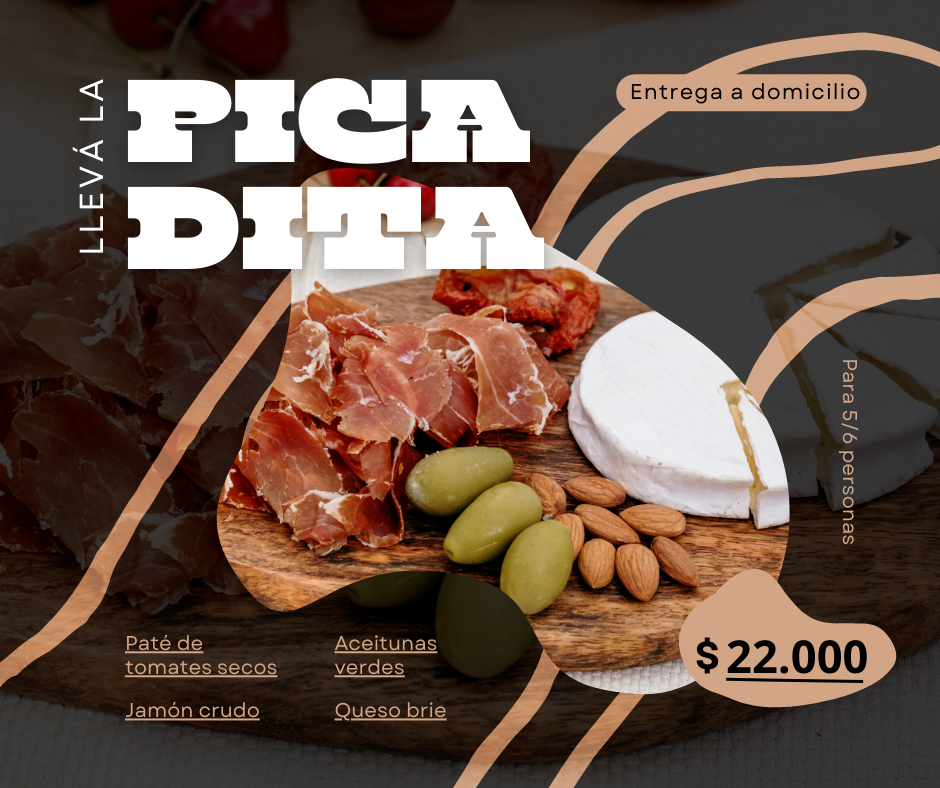 LLEVÁ LA
PICA
DITA
Entrega a domicilio
Para 5/6 personas
Paté de
tomates secos
Aceitunas
verdes
Jamón crudo
Queso brie
$ 22.000